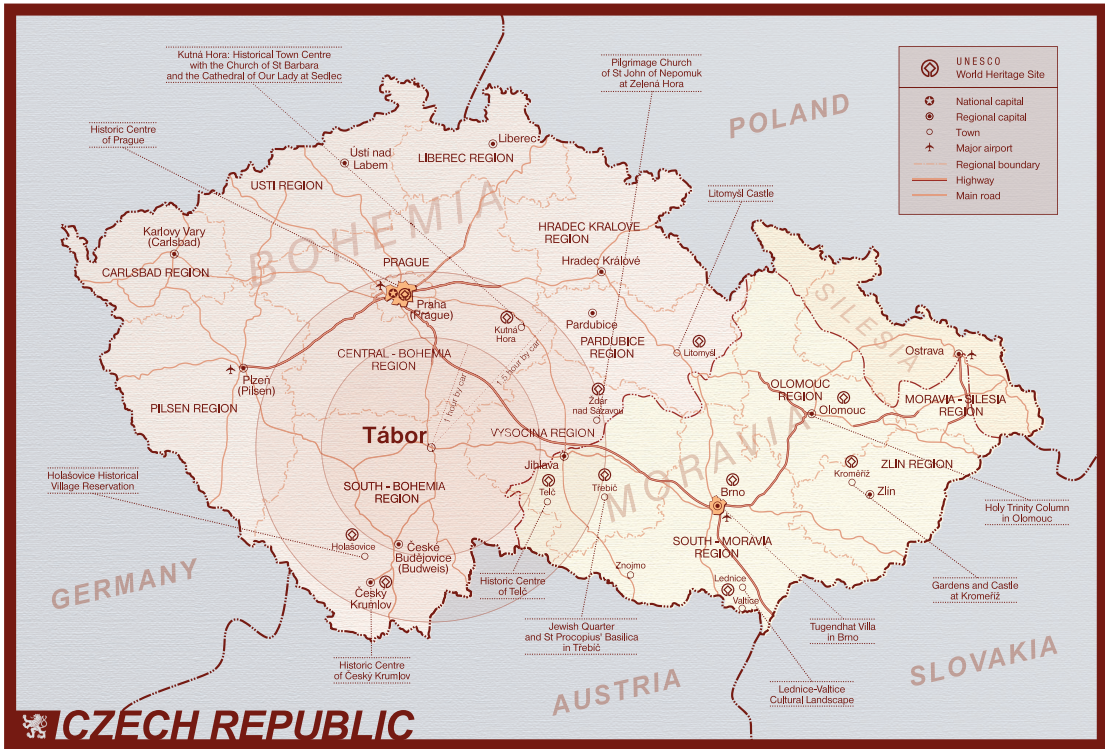 Kutná Hora: Historical Town Centre
with the Church of St Barbara
and the Cathedral of Our Lady at Sedlec
Pilgrimage Church
of St John of Nepomuk
at Zelená Hora
UNESCO
World Heritage Site
National capital
Regional capital
Town
Major airport
Regional boundary
Highway
Main road
POLAND
Historic Centre
of Prague
Liberec
LIBEREC REGION
Ústí nad
Labem
USTI REGION
Litomyšl Castle
BOHEMIA
Karlovy Vary
(Carlsbad)
CARLSBAD REGION
HRADEC KRALOVE
REGION
Hradec Králové
PRAGUE
Praha
(Prague)
Kutná
Hora
Pardubice
PARDUBICE
REGION
Litomyšl
SILESIA
Ostrava
CENTRAL - BOHEMIA
REGION
1 hour by car
1.5 hour by car
Plzeň
(Pilsen)
PILSEN REGION
Žďár
nad Sázavou
OLOMOUC
REGION
Olomouc
MORAVIA - SILESIA
REGION
Tábor
VYSOCINA REGION
MORAVIA
Jihlava
ZLIN REGION
Kroměříž
Zlín
Holašovice Historical
Village Reservation
SOUTH - BOHEMIA
REGION
Telč
Třebíč
Brno
Holy Trinity Column
in Olomouc
SOUTH - MORAVIA
REGION
Holašovice
České
Budějovice
(Budweis)
Český
Krumlov
Znojmo
Lednice
Valtice
GERMANY
Historic Centre
of Telč
Gardens and Castle
at Kromeříž
Jewish Quarter
and St Procopius' Basilica
in Třebíč
Tugendhat Villa
in Brno
Historic Centre
of Český Krumlov
AUSTRIA
Lednice-Valtice
Cultural Landscape
SLOVAKIA
CZECH REPUBLIC